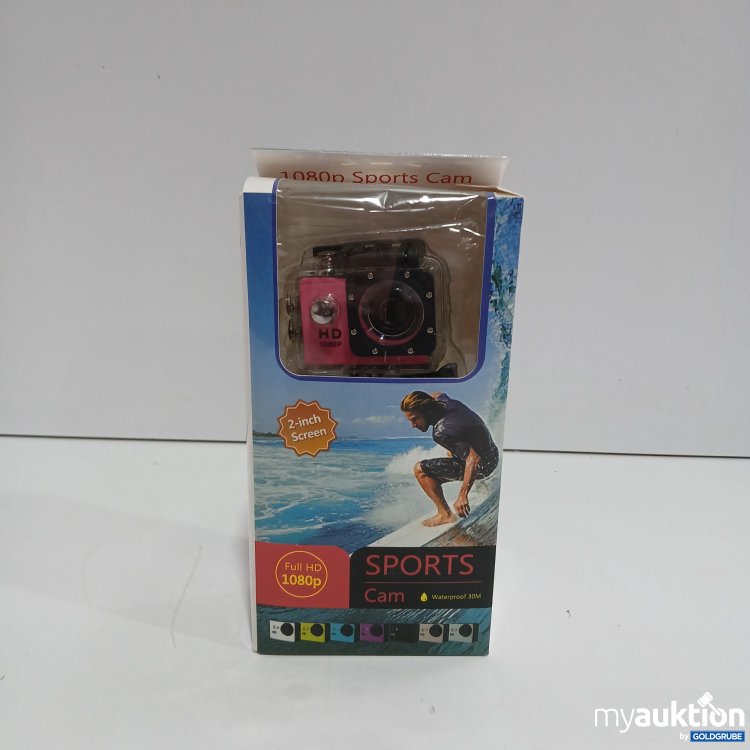 1080p Sports Cam
HD
1080P
2-inch
Screen
Full HD
1080p
SPORTS
Cam
Waterproof 30M
myauktion
by GOLDGRUBE